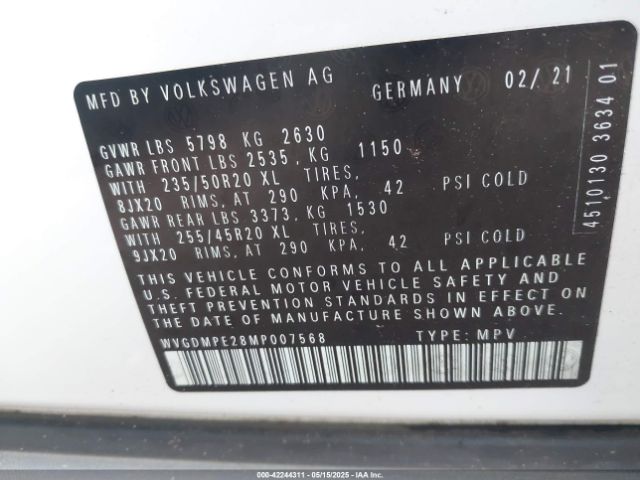 MFD BY VOLKSWAGEN AG GERMANY 02/ 21
GVWR LBS 5798 KG 2630
GAWR FRONT LBS 2535, KG 1150
WITH 235/50R20 XL TIRES,
8JX20 RIMS, AT 290 KPA, 42 PSI COLD
GAWR REAR LBS. 3373, KG 1530
WITH 255/45R20 XL TIRES,
9JX20 RIMS, AT 290 KPA, 42 PSI COLD
THIS VEHICLE CONFORMS TO ALL APPLICABLE
U.S. FEDERAL MOTOR VEHICLE SAFETY AND
THEFT PREVENTION STANDARDS IN EFFECT ON
THE DATE OF MANUFACTURE SHOWN ABOVE.
WVGDMPE28MP007568 TYPE: MPV
4510130 3634 01
000-42244311 - 05/15/2025 - IAAI.COM